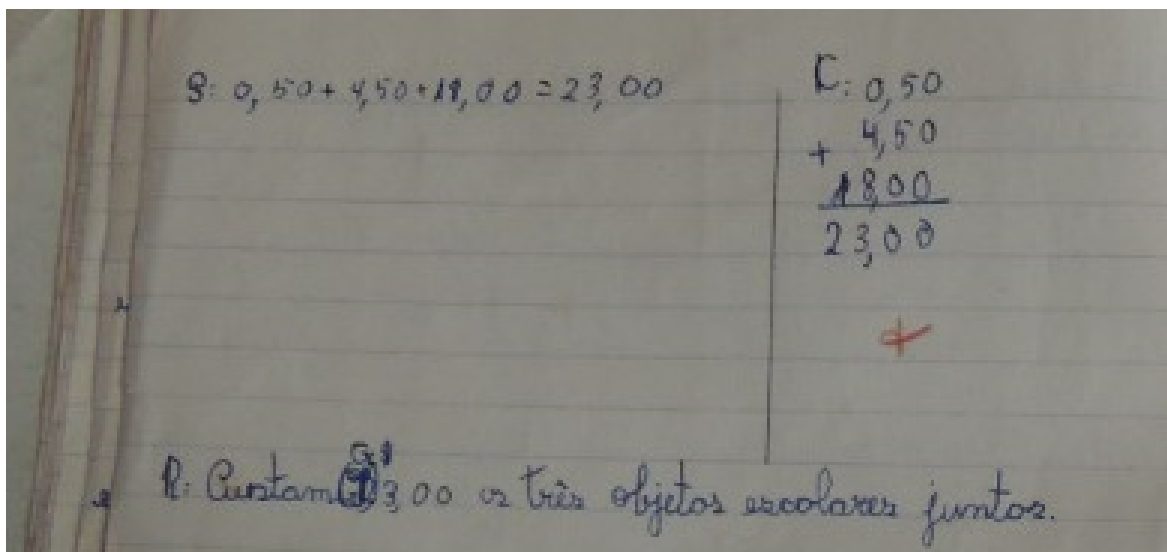 S: 0,50 + 4,50 + 18,00 = 23,00
C: 0,50
+ 4,50
18,00
23,00
R: Custam 3,00 os três objetos escolares juntos.